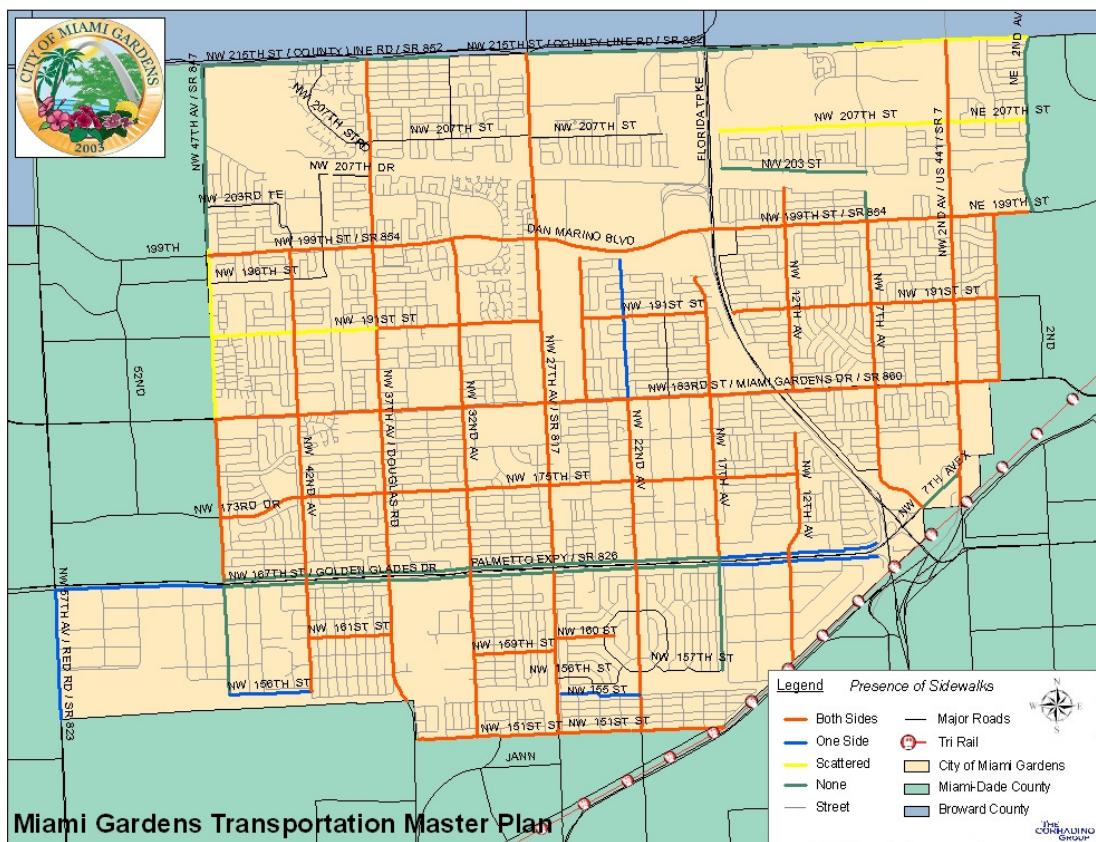 CITY OF MIAMI GARDENS
2003
NW 215TH ST / COUNTY LINE RD / SR 852
NW 215TH ST / COUNTY LINE RD / SR 852
NE 2ND AV
NW 47TH AV / SR 847
NW 207TH ST RD
NW 207TH ST
NW 207TH ST
FLORIDA TPKE
NW 207TH ST
NE 207TH ST
NW 207TH DR
NW 203 ST
NW 203RD TE
NW 2ND AV / US 441 / SR 7
NE 199TH ST
199TH
NW 199TH ST / SR 854
DAN MARINO BLVD
NW 199TH ST / SR 854
NW 196TH ST
NW 12TH AV
NW 7TH AV
NW 191ST ST
NW 191ST ST
NW 191ST ST
2ND
52ND
NW 37TH AV / DOUGLAS RD
NW 32ND AV
NW 27TH AV / SR 817
NW 183RD ST / MIAMI GARDENS DR / SR 860
NW 42ND AV
NW 22ND AV
NW 17TH AV
NW 12TH AV
NW 175TH ST
NW 7TH AVEX
NW 173RD DR
NW 167TH ST / GOLDEN GLADES DR
PALMETTO EXPY / SR 826
NW 57TH AV / RED RD / SR 823
NW 161ST ST
NW 159TH ST
NW 160 ST
NW 156TH ST
NW 157TH ST
NW 156TH ST
NW 155 ST
NW 151ST ST
NW 151ST ST
JANN
Legend
Presence of Sidewalks
Both Sides
One Side
Scattered
None
Street
Major Roads
Tri Rail
City of Miami Gardens
Miami-Dade County
Broward County
N
W
E
S
THE
CORRADINO
GROUP
Miami Gardens Transportation Master Plan